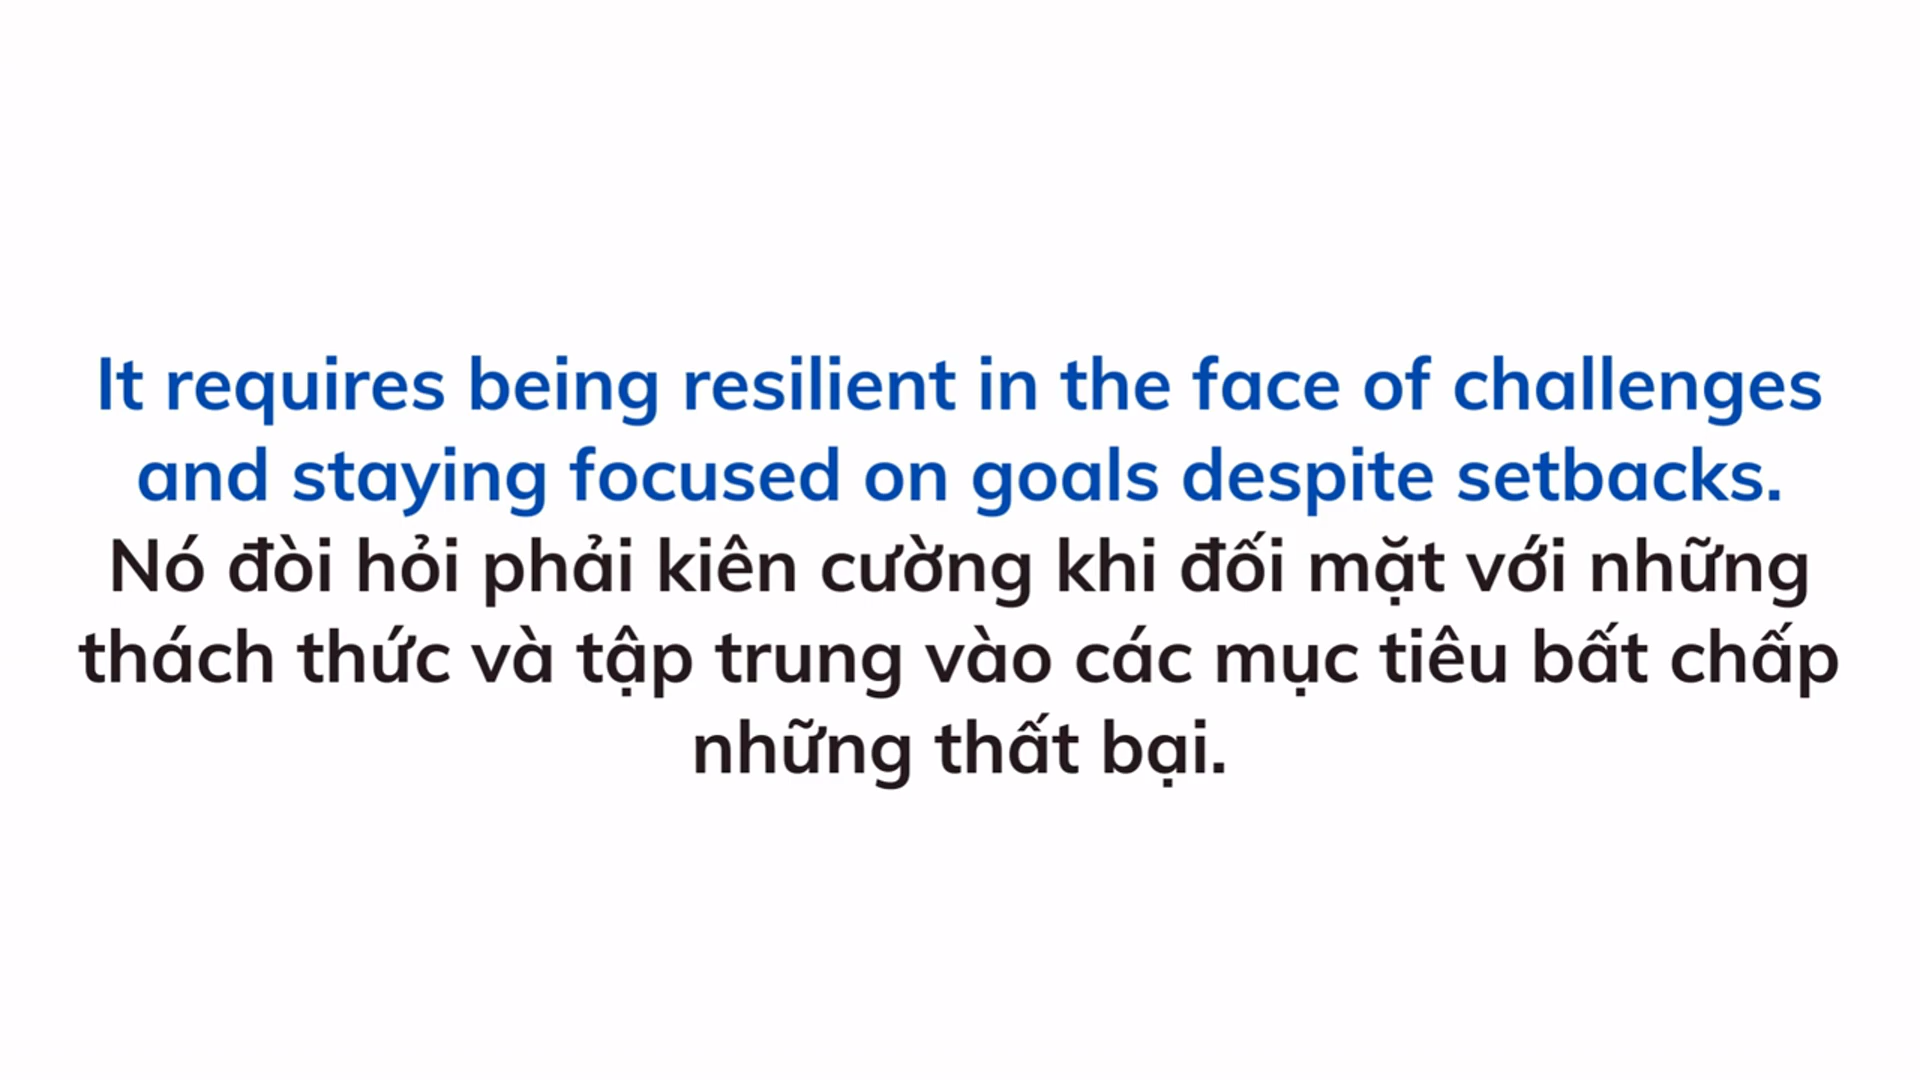 It requires being resilient in the face of challenges
and staying focused on goals despite setbacks.
Nó đòi hỏi phải kiên cường khi đối mặt với những
thách thức và tập trung vào các mục tiêu bất chấp
những thất bại.